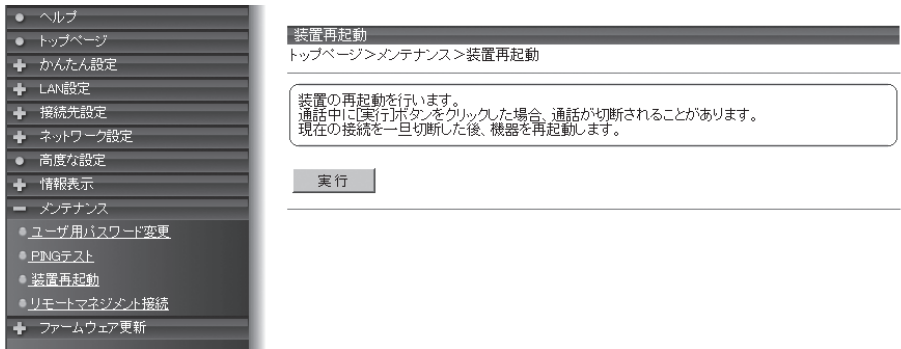 ヘルプ
トップページ
かんたん設定
LAN設定
接続先設定
ネットワーク設定
高度な設定
情報表示
メンテナンス
ユーザ用パスワード変更
PINGテスト
装置再起動
リモートマネジメント接続
ファームウェア更新
装置再起動
トップページ>メンテナンス>装置再起動
装置の再起動を行います。
通話中に[実行]ボタンをクリックした場合、通話が切断されることがあります。
現在の接続を一旦切断した後、機器を再起動します。
実行